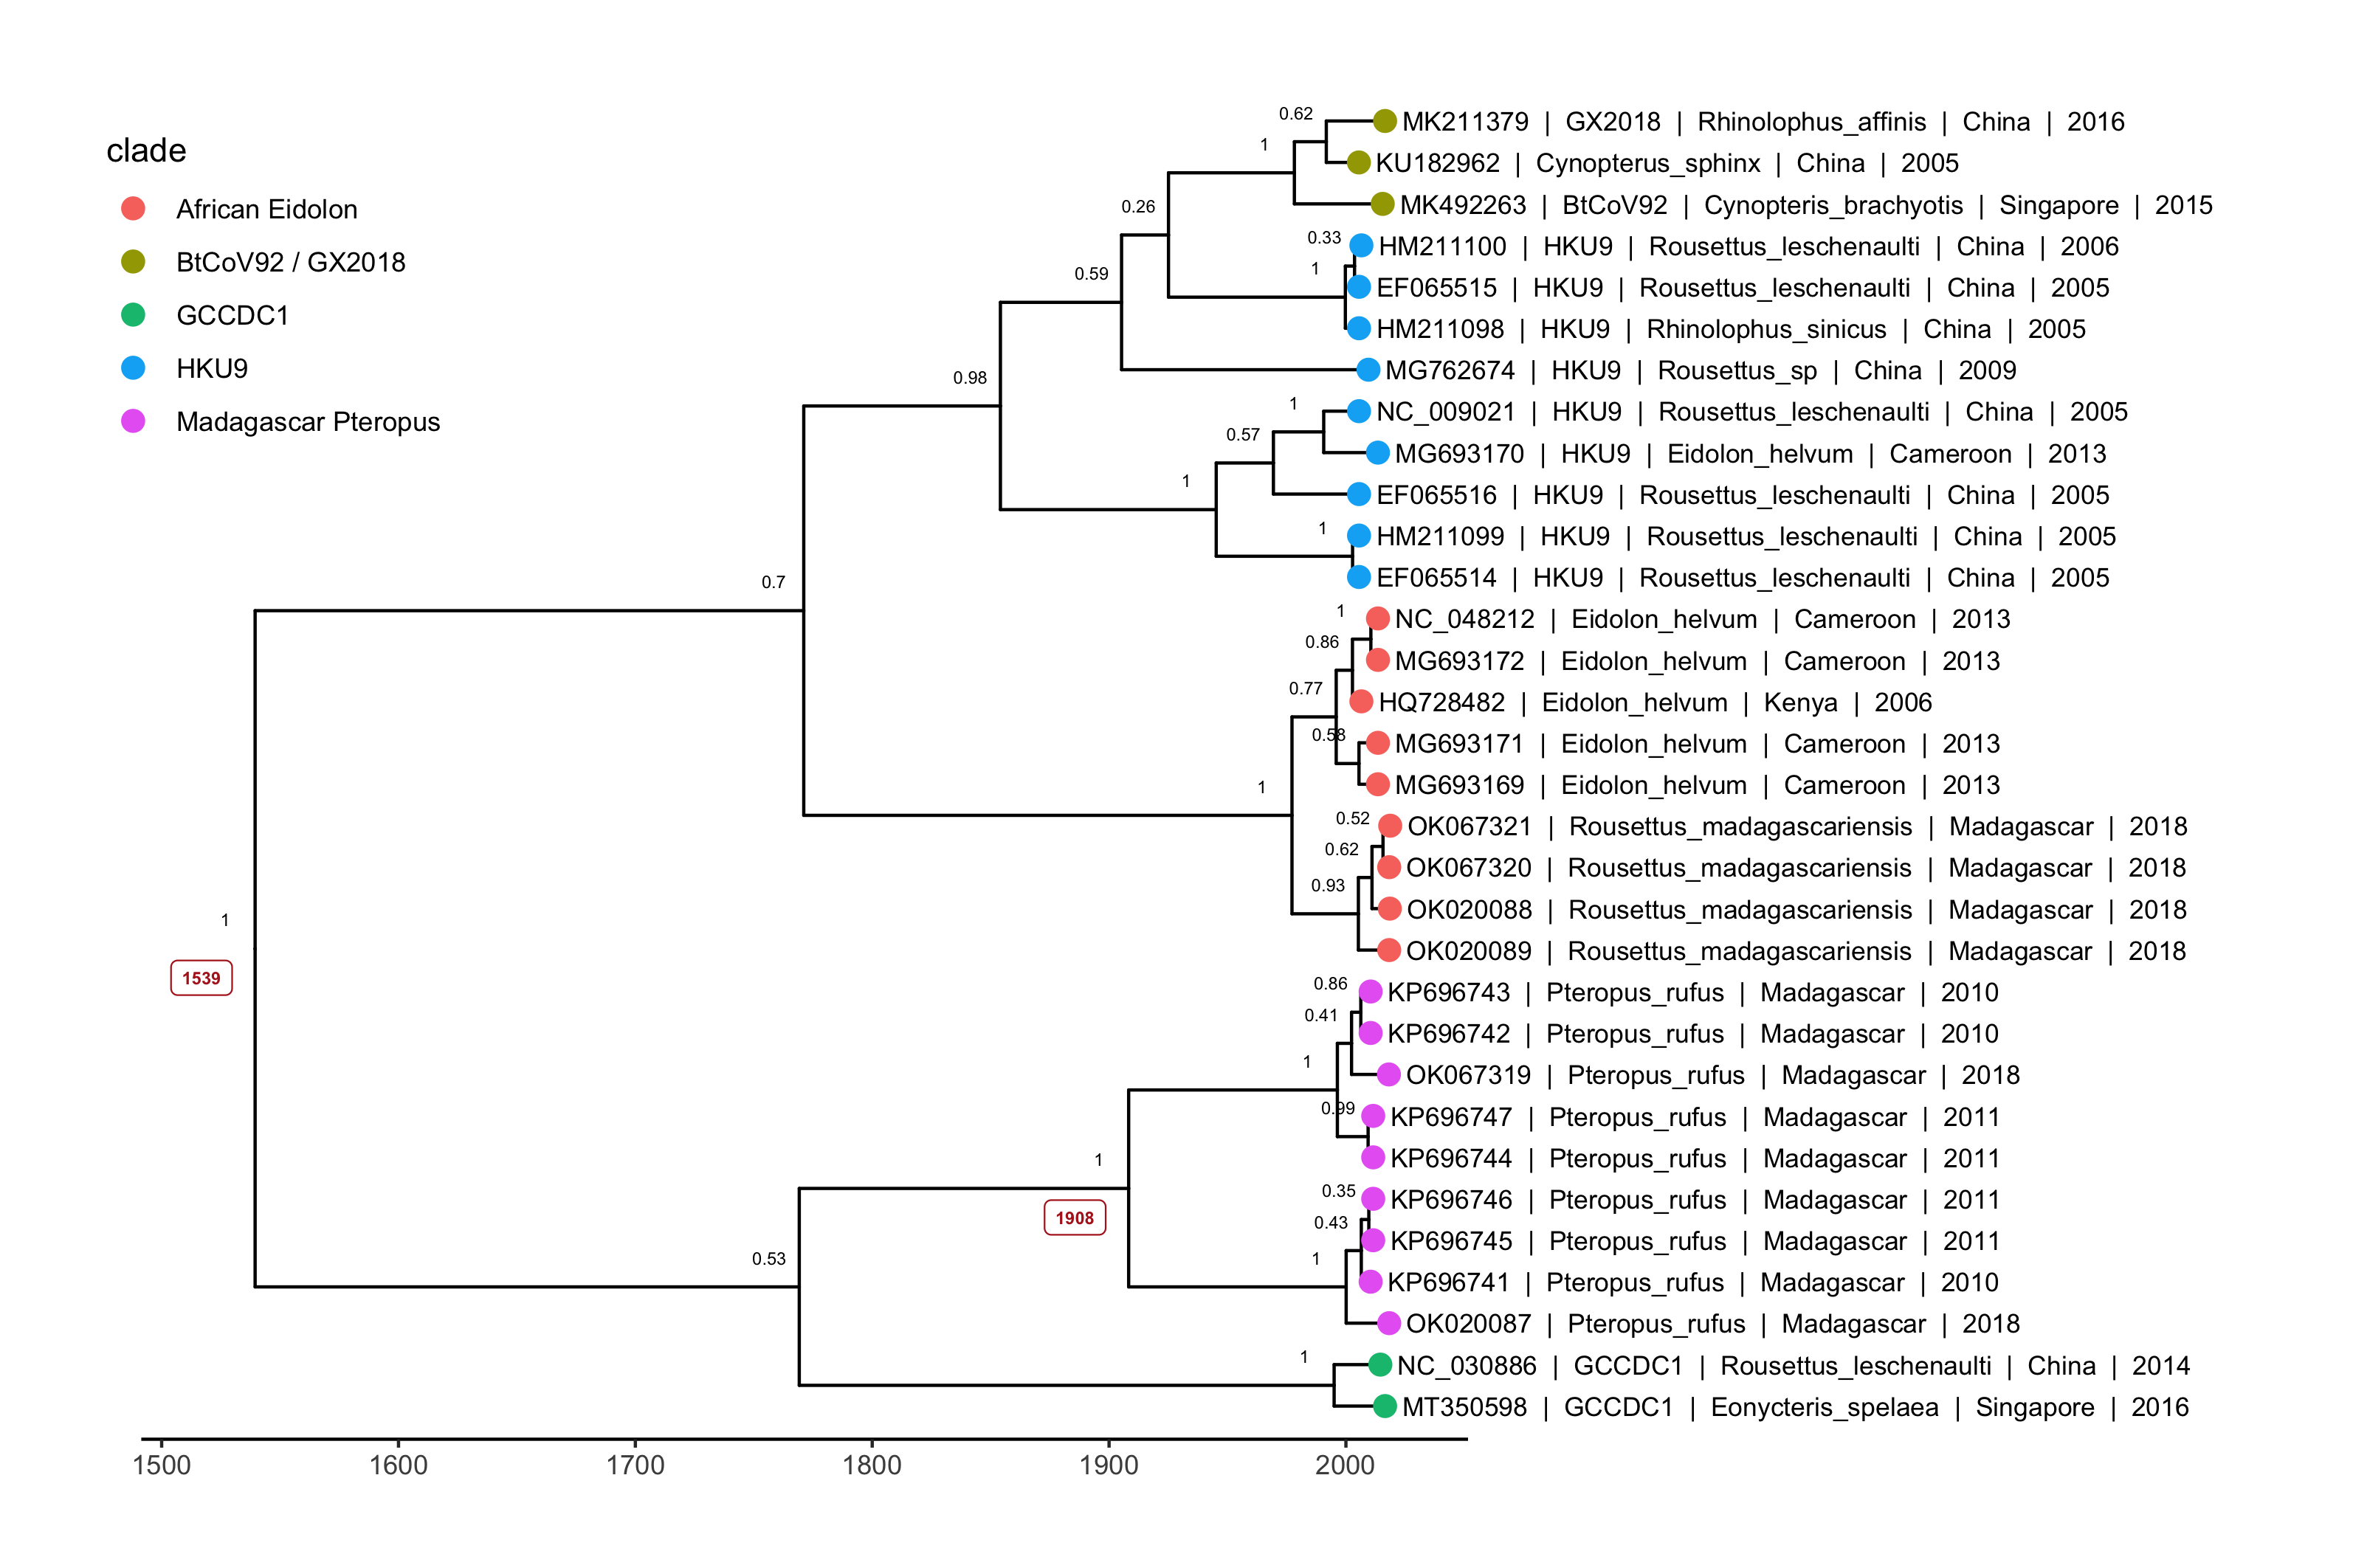 clade
African Eidolon
BtCoV92 / GX2018
GCCDC1
HKU9
Madagascar Pteropus
0.62
MK211379 | GX2018 | Rhinolophus_affinis | China | 2016
1
KU182962 | Cynopterus_sphinx | China | 2005
0.26
MK492263 | BtCoV92 | Cynopteris_brachyotis | Singapore | 2015
0.33
HM211100 | HKU9 | Rousettus_leschenaulti | China | 2006
0.59
1
EF065515 | HKU9 | Rousettus_leschenaulti | China | 2005
HM211098 | HKU9 | Rhinolophus_sinicus | China | 2005
0.98
MG762674 | HKU9 | Rousettus_sp | China | 2009
1
NC_009021 | HKU9 | Rousettus_leschenaulti | China | 2005
0.57
MG693170 | HKU9 | Eidolon_helvum | Cameroon | 2013
1
EF065516 | HKU9 | Rousettus_leschenaulti | China | 2005
1
HM211099 | HKU9 | Rousettus_leschenaulti | China | 2005
0.7
EF065514 | HKU9 | Rousettus_leschenaulti | China | 2005
1
NC_048212 | Eidolon_helvum | Cameroon | 2013
0.86
MG693172 | Eidolon_helvum | Cameroon | 2013
0.77
HQ728482 | Eidolon_helvum | Kenya | 2006
0.58
MG693171 | Eidolon_helvum | Cameroon | 2013
1
MG693169 | Eidolon_helvum | Cameroon | 2013
0.52
OK067321 | Rousettus_madagascariensis | Madagascar | 2018
0.62
OK067320 | Rousettus_madagascariensis | Madagascar | 2018
0.93
OK020088 | Rousettus_madagascariensis | Madagascar | 2018
1
OK020089 | Rousettus_madagascariensis | Madagascar | 2018
1539
0.86
KP696743 | Pteropus_rufus | Madagascar | 2010
0.41
KP696742 | Pteropus_rufus | Madagascar | 2010
1
OK067319 | Pteropus_rufus | Madagascar | 2018
0.99
KP696747 | Pteropus_rufus | Madagascar | 2011
1
KP696744 | Pteropus_rufus | Madagascar | 2011
0.35
KP696746 | Pteropus_rufus | Madagascar | 2011
1908
0.43
KP696745 | Pteropus_rufus | Madagascar | 2011
0.53
1
KP696741 | Pteropus_rufus | Madagascar | 2010
OK020087 | Pteropus_rufus | Madagascar | 2018
1
NC_030886 | GCCDC1 | Rousettus_leschenaulti | China | 2014
MT350598 | GCCDC1 | Eonycteris_spelaea | Singapore | 2016
1500 1600 1700 1800 1900 2000